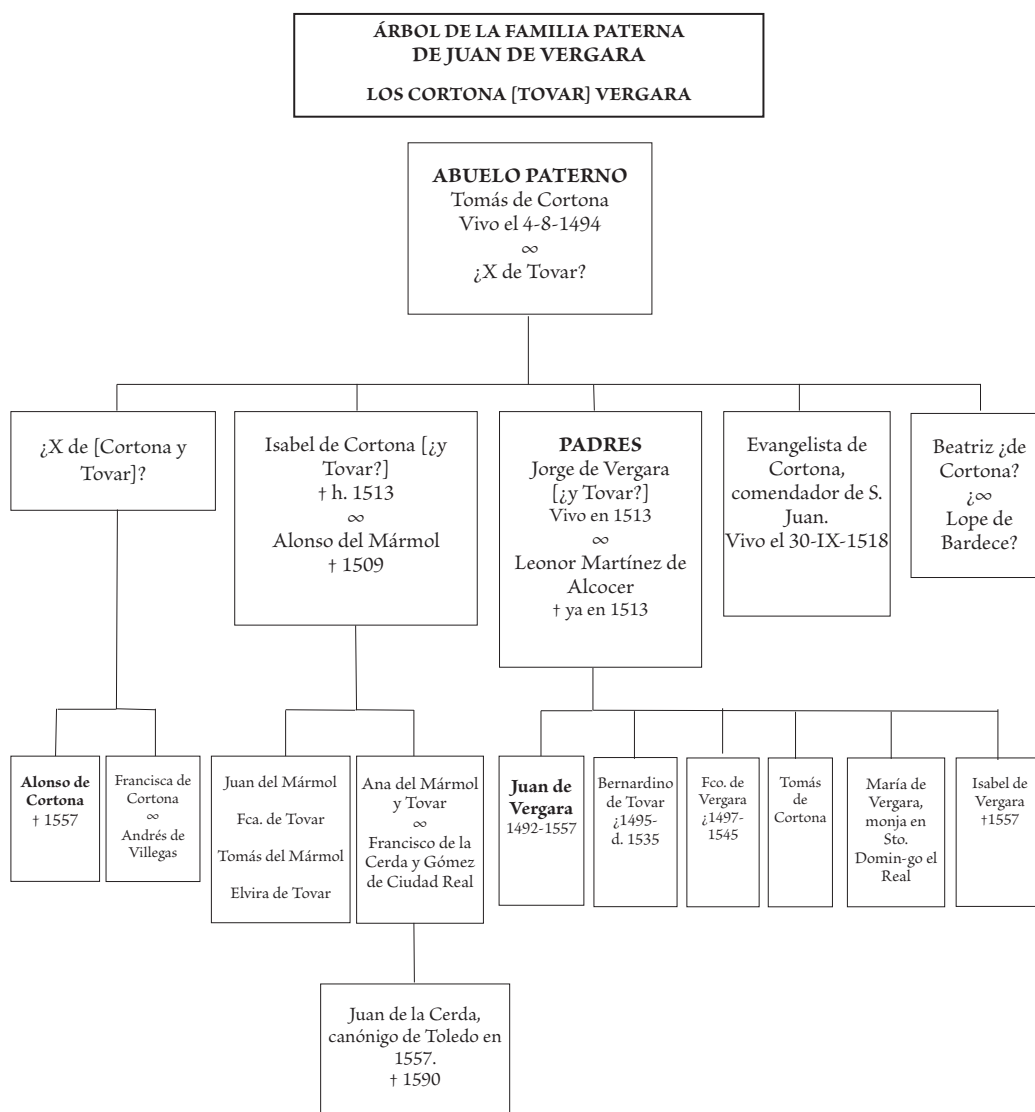 ÁRBOL DE LA FAMILIA PATERNA
DE JUAN DE VERGARA
LOS CORTONA [TOVAR] VERGARA
ABUELO PATERNO
Tomás de Cortona
Vivo el 4-8-1494
∞
¿X de Tovar?
¿X de [Cortona y
Tovar]?
Isabel de Cortona [¿y
Tovar?]
† h. 1513
∞
Alonso del Mármol
† 1509
PADRES
Jorge de Vergara
[¿y Tovar?]
Vivo en 1513
∞
Leonor Martínez de
Alcocer
† ya en 1513
Evangelista de
Cortona,
comendador de S.
Juan.
Vivo el 30-IX-1518
Beatriz ¿de
Cortona?
¿∞
Lope de
Bardece?
Alonso de
Cortona
† 1557
Francisca de
Cortona
∞
Andrés de
Villegas
Juan del Mármol
Fca. de Tovar
Tomás del Mármol
Elvira de Tovar
Ana del Mármol
y Tovar
∞
Francisco de la
Cerda y Gómez
de Ciudad Real
Juan de
Vergara
1492-1557
Bernardino
de Tovar
¿1495-
d. 1535
Fco. de
Vergara
¿1497-
1545
Tomás
de
Cortona
María de
Vergara,
monja en
Sto.
Domin-go el
Real
Isabel de
Vergara
†1557
Juan de la Cerda,
canónigo de Toledo en
1557.
† 1590